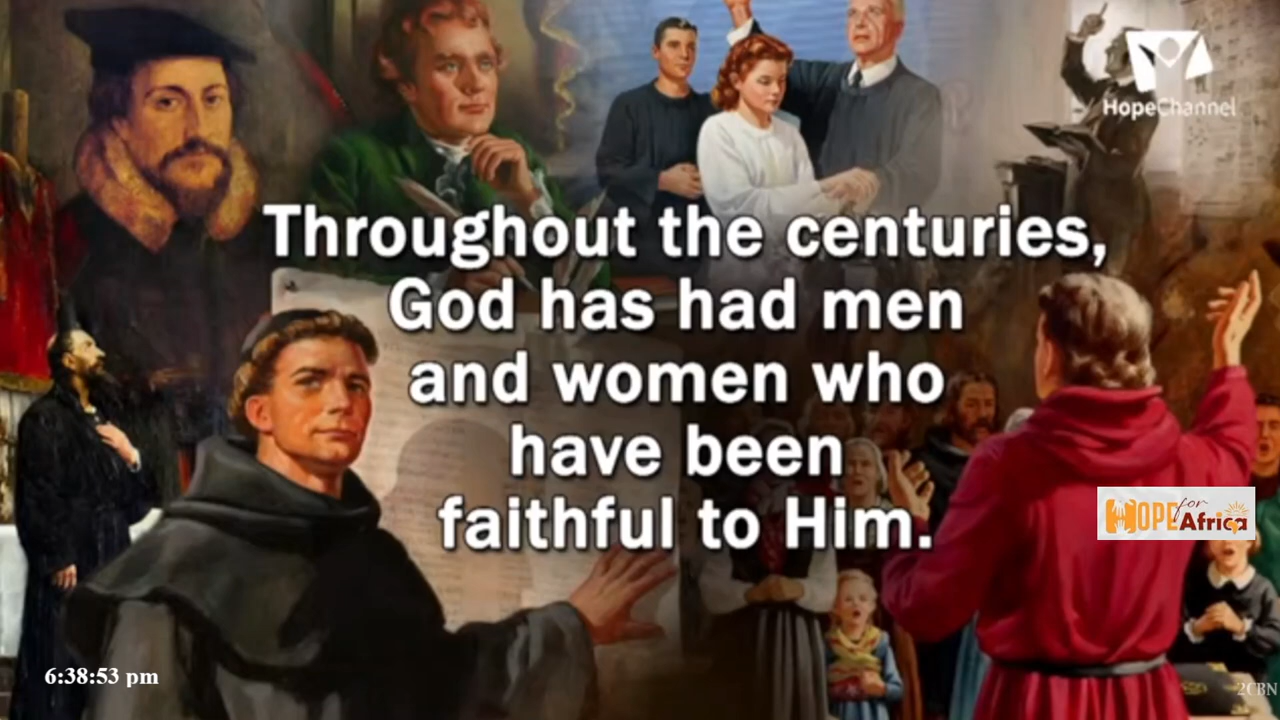 HopeChannel
Throughout the centuries,
God has had men
and women who
have been
faithful to Him.
HOPE for Africa
6:38:53 pm
2CBN